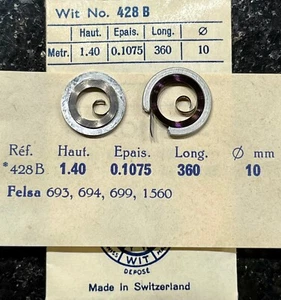 Wit No. 428 B
Haut. Epais. Long. Ø
Metr. 1.40 0.1075 360 10
Réf. Haut. Epais. Long. Ø mm
*428B 1.40 0.1075 360 10
Felsa 693, 694, 699, 1560
WIT
DEPOSE
Made in Switzerland